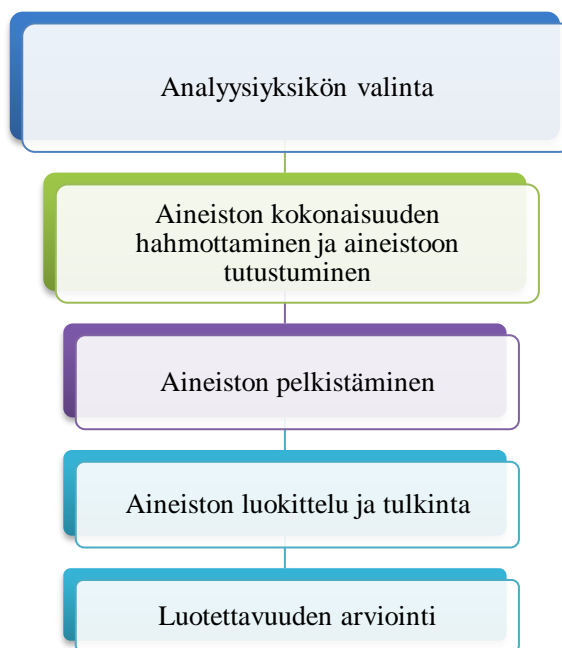 Analyysiyksikön valinta
Aineiston kokonaisuuden
hahmottaminen ja aineistoon
tutustuminen
Aineiston pelkistäminen
Aineiston luokittelu ja tulkinta
Luotettavuuden arviointi